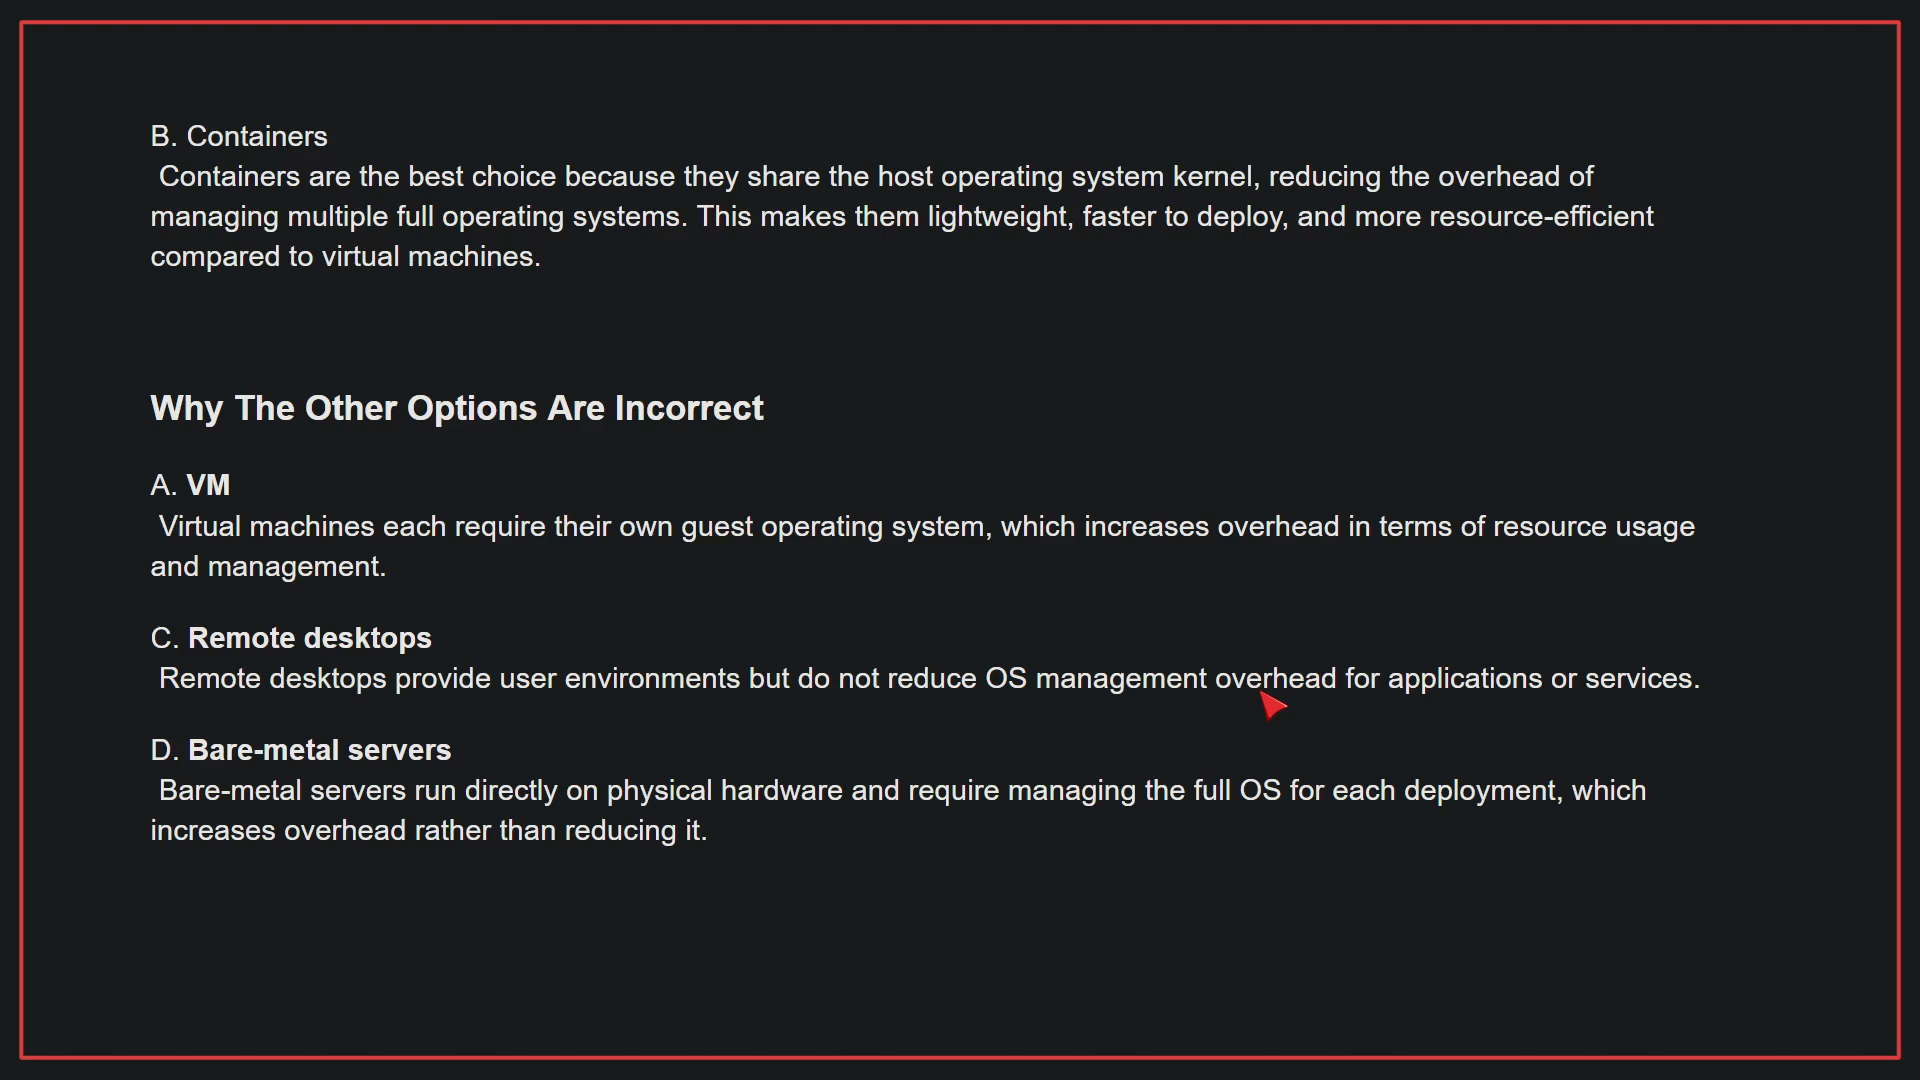 B. Containers
Containers are the best choice because they share the host operating system kernel, reducing the overhead of
managing multiple full operating systems. This makes them lightweight, faster to deploy, and more resource-efficient
compared to virtual machines.
Why The Other Options Are Incorrect
A. VM
Virtual machines each require their own guest operating system, which increases overhead in terms of resource usage
and management.
C. Remote desktops
Remote desktops provide user environments but do not reduce OS management overhead for applications or services.
D. Bare-metal servers
Bare-metal servers run directly on physical hardware and require managing the full OS for each deployment, which
increases overhead rather than reducing it.